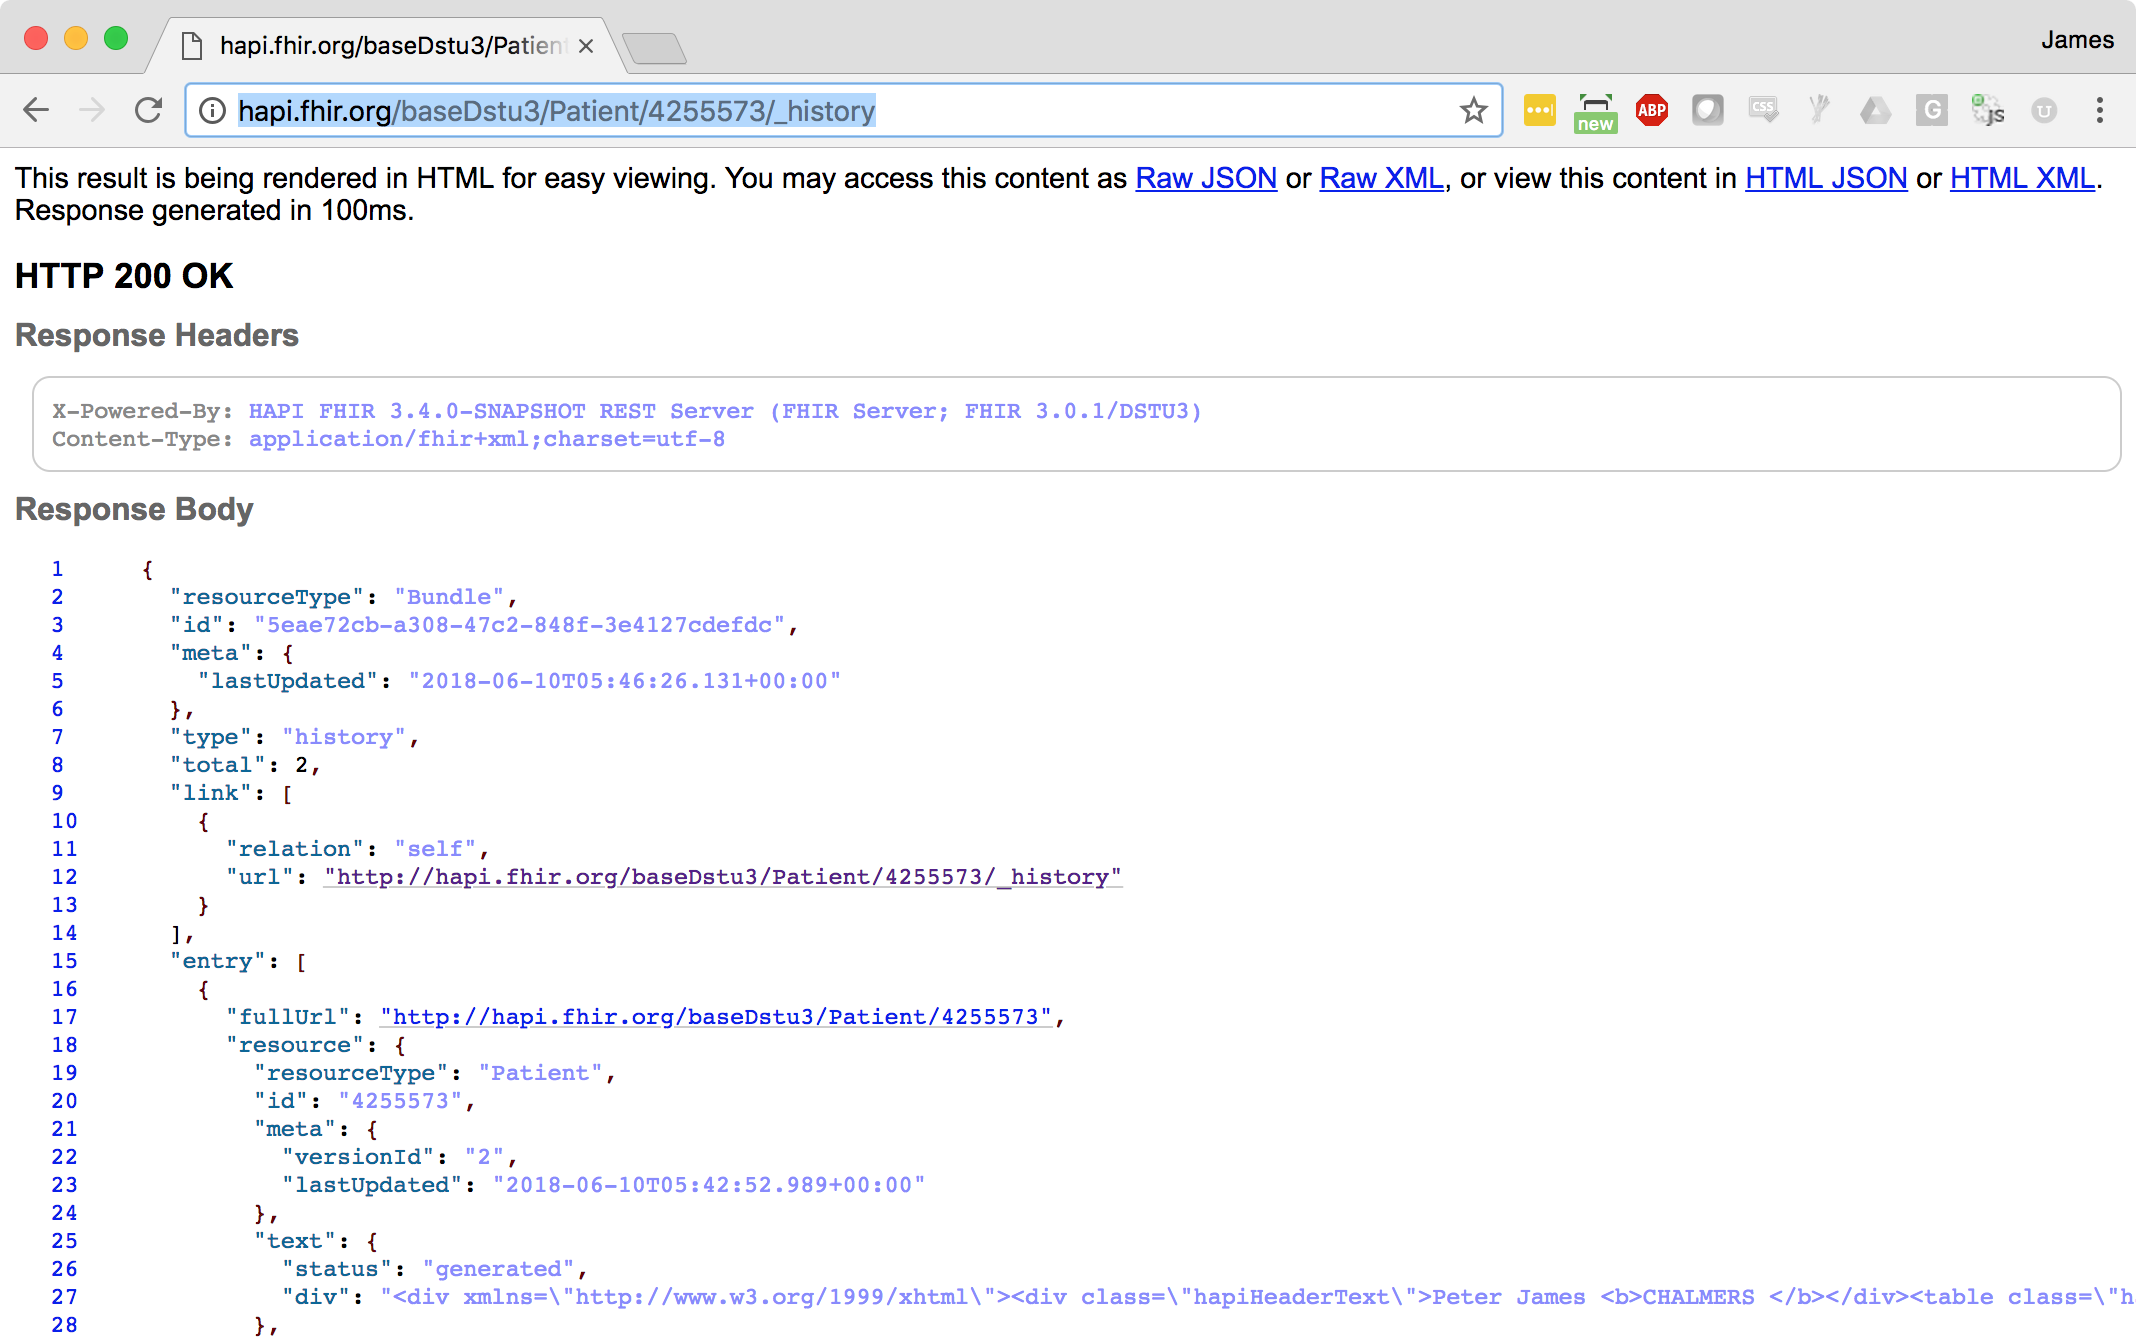 hapi.fhir.org/baseDstu3/Patien
James
hapi.fhir.org/baseDstu3/Patient/4255573/_history
new
ABP
CSS
G
js
U
This result is being rendered in HTML for easy viewing. You may access this content as Raw JSON or Raw XML, or view this content in HTML JSON or HTML XML.
Response generated in 100ms.
HTTP 200 OK
Response Headers
X-Powered-By: HAPI FHIR 3.4.0-SNAPSHOT REST Server (FHIR Server; FHIR 3.0.1/DSTU3)
Content-Type: application/fhir+xml;charset=utf-8
Response Body
1 {
2 "resourceType": "Bundle",
3 "id": "5eae72cb-a308-47c2-848f-3e4127cdefdc",
4 "meta": {
5 "lastUpdated": "2018-06-10T05:46:26.131+00:00"
6 },
7 "type": "history",
8 "total": 2,
9 "link": [
10 {
11 "relation": "self",
12 "url": "http://hapi.fhir.org/baseDstu3/Patient/4255573/_history"
13 }
14 ],
15 "entry": [
16 {
17 "fullUrl": "http://hapi.fhir.org/baseDstu3/Patient/4255573",
18 "resource": {
19 "resourceType": "Patient",
20 "id": "4255573",
21 "meta": {
22 "versionId": "2",
23 "lastUpdated": "2018-06-10T05:42:52.989+00:00"
24 },
25 "text": {
26 "status": "generated",
27 "div": "<div xmlns=\"http://www.w3.org/1999/xhtml\"><div class=\"hapiHeaderText\">Peter James <b>CHALMERS </b></div><table class=\"h
28 },